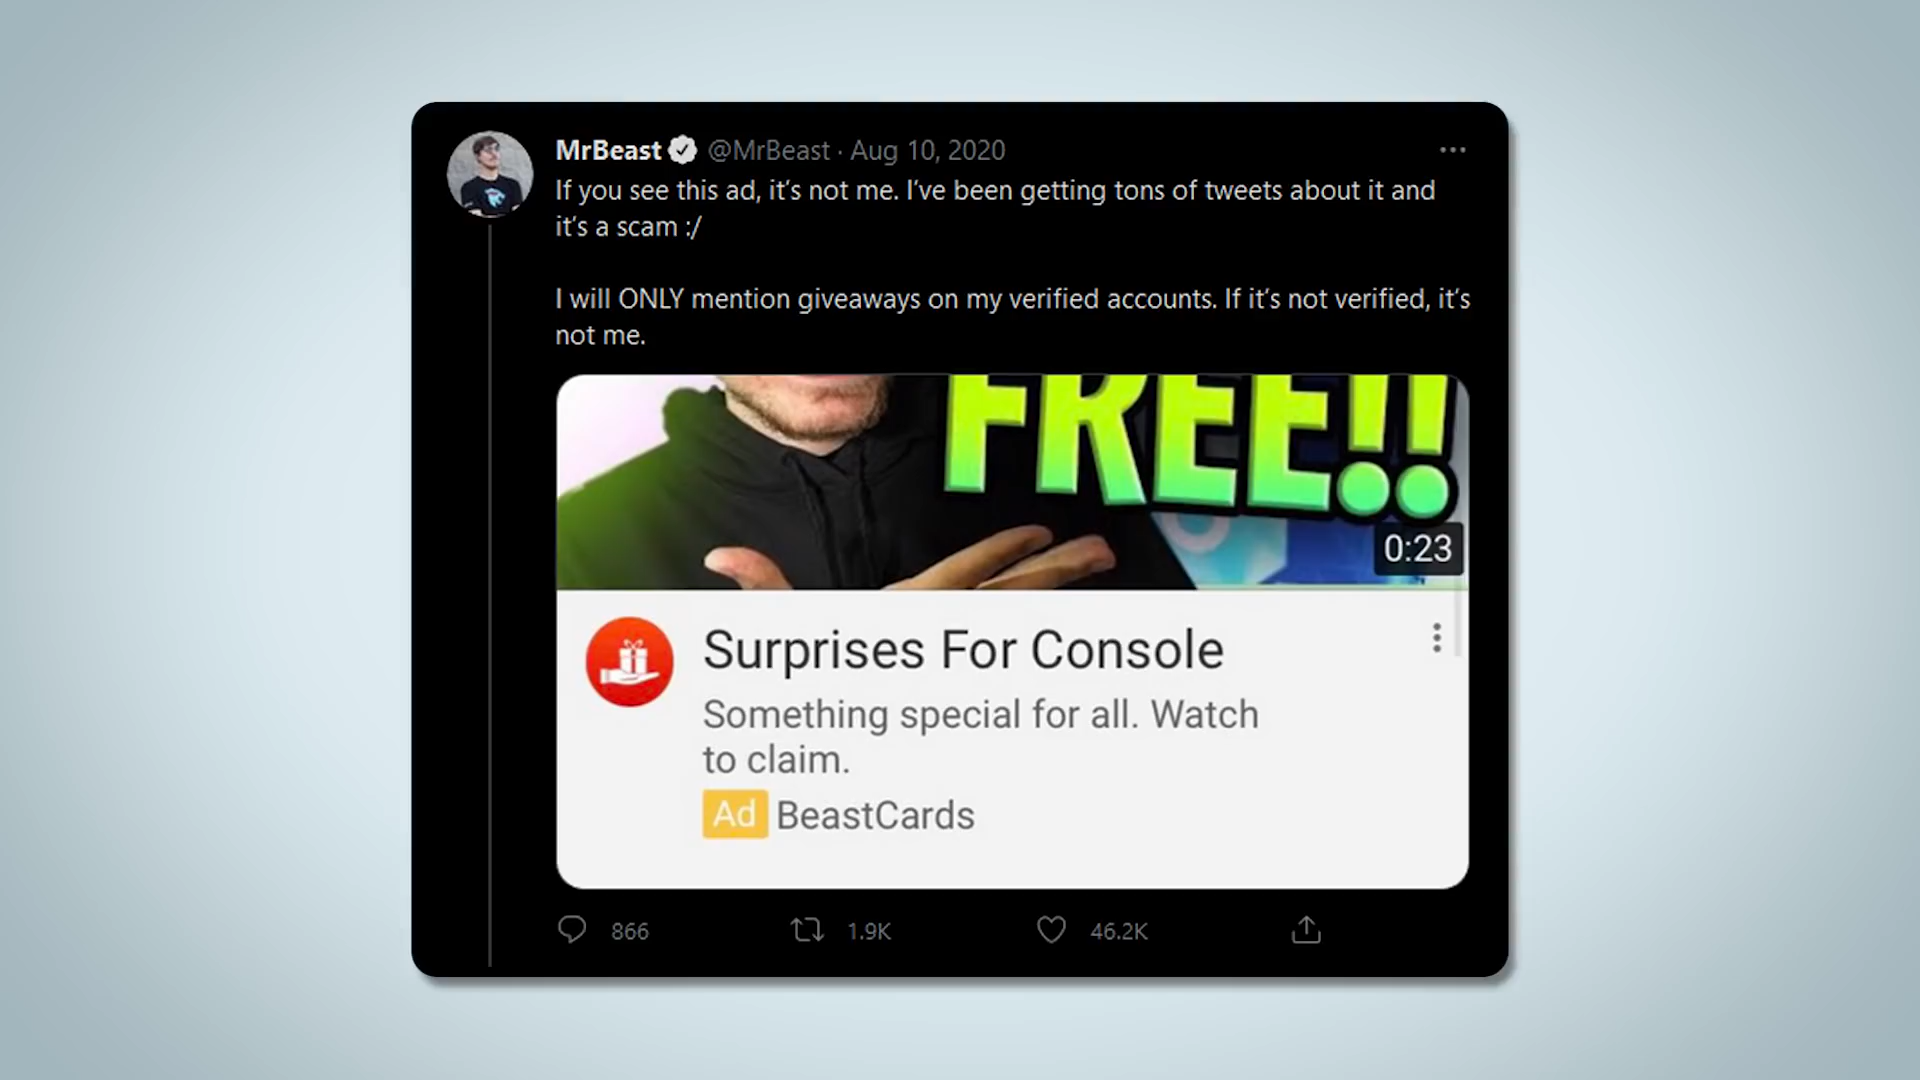 MrBeast @MrBeast · Aug 10, 2020
If you see this ad, it’s not me. I’ve been getting tons of tweets about it and
it’s a scam :/
I will ONLY mention giveaways on my verified accounts. If it’s not verified, it’s
not me.
FREE!!
0:23
Surprises For Console
Something special for all. Watch
to claim.
Ad BeastCards
866 1.9K 46.2K